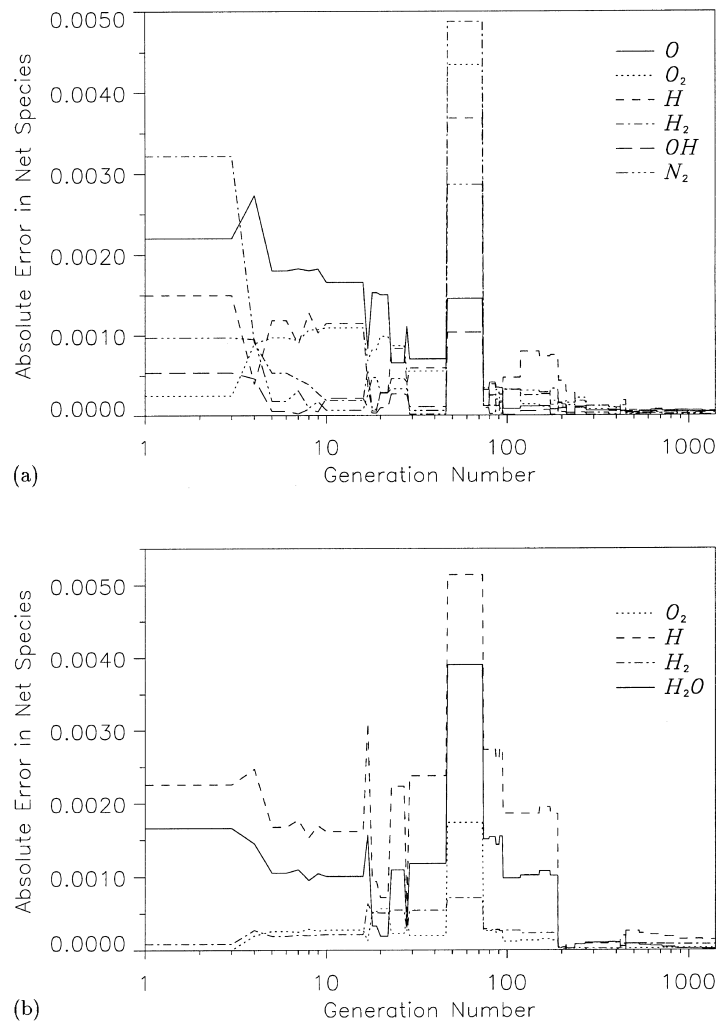 0.0050
0.0040
0.0030
0.0020
0.0010
0.0000
Absolute Error in Net Species
O
O₂
H
H₂
OH
N₂
1
10
100
1000
Generation Number
(a)
0.0050
0.0040
0.0030
0.0020
0.0010
0.0000
Absolute Error in Net Species
O₂
H
H₂
H₂O
1
10
100
1000
Generation Number
(b)